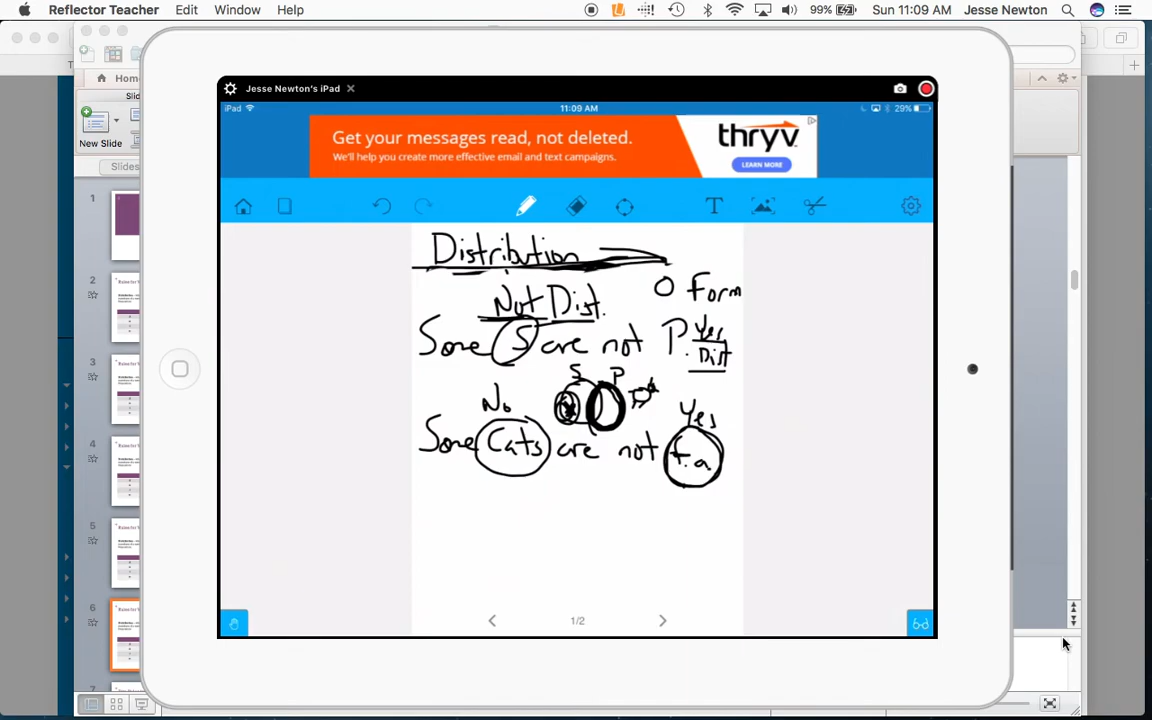 Reflector Teacher Edit Window Help 99% Sun 11:09 AM Jesse Newton
Home
New Slide
Slides
1
2
3
4
5
6
7
Jesse Newton's iPad
iPad 11:09 AM 29%
Get your messages read, not deleted.
We'll help you create more effective email and text campaigns.
thryv
LEARN MORE
T
Distribution
Not Dist. O Form
Some S are not P. Yes
Dist
S P
No Yes
Some Cats are not f.a
1/2